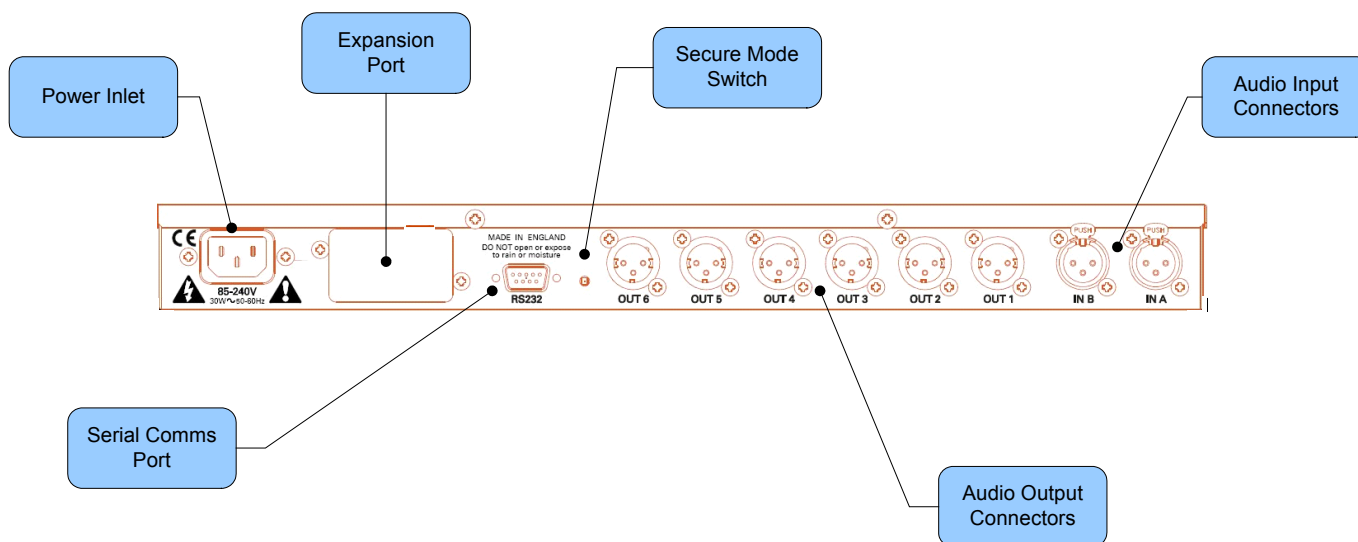 Expansion
Port
Secure Mode
Switch
Power Inlet
Audio Input
Connectors
CE
MADE IN ENGLAND
DO NOT open or expose
to rain or moisture
PUSH
PUSH
85-240V
30W~50-60Hz
RS232
OUT 6
OUT 5
OUT 4
OUT 3
OUT 2
OUT 1
IN B
IN A
Serial Comms
Port
Audio Output
Connectors